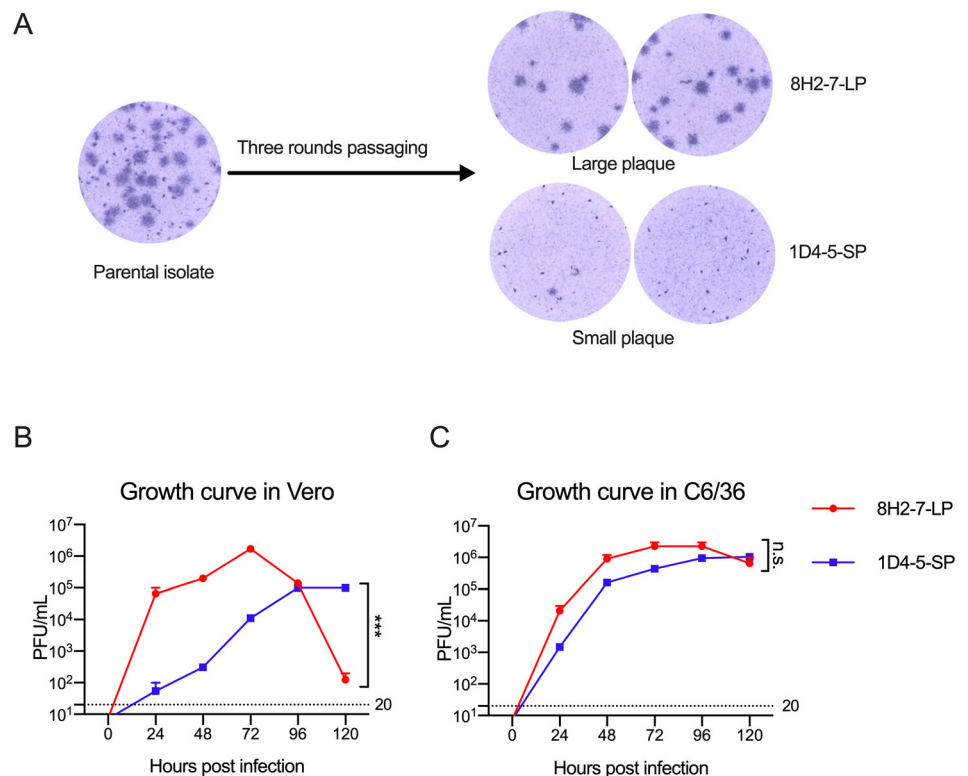 A
8H2-7-LP
Three rounds passaging
Large plaque
Parental isolate
1D4-5-SP
Small plaque
B
C
Growth curve in Vero
Growth curve in C6/36
8H2-7-LP
1D4-5-SP
PFU/mL
10⁷
10⁶
10⁵
10⁴
10³
10²
10¹
***
20
0 24 48 72 96 120
Hours post infection
PFU/mL
10⁷
10⁶
10⁵
10⁴
10³
10²
10¹
n.s.
20
0 24 48 72 96 120
Hours post infection